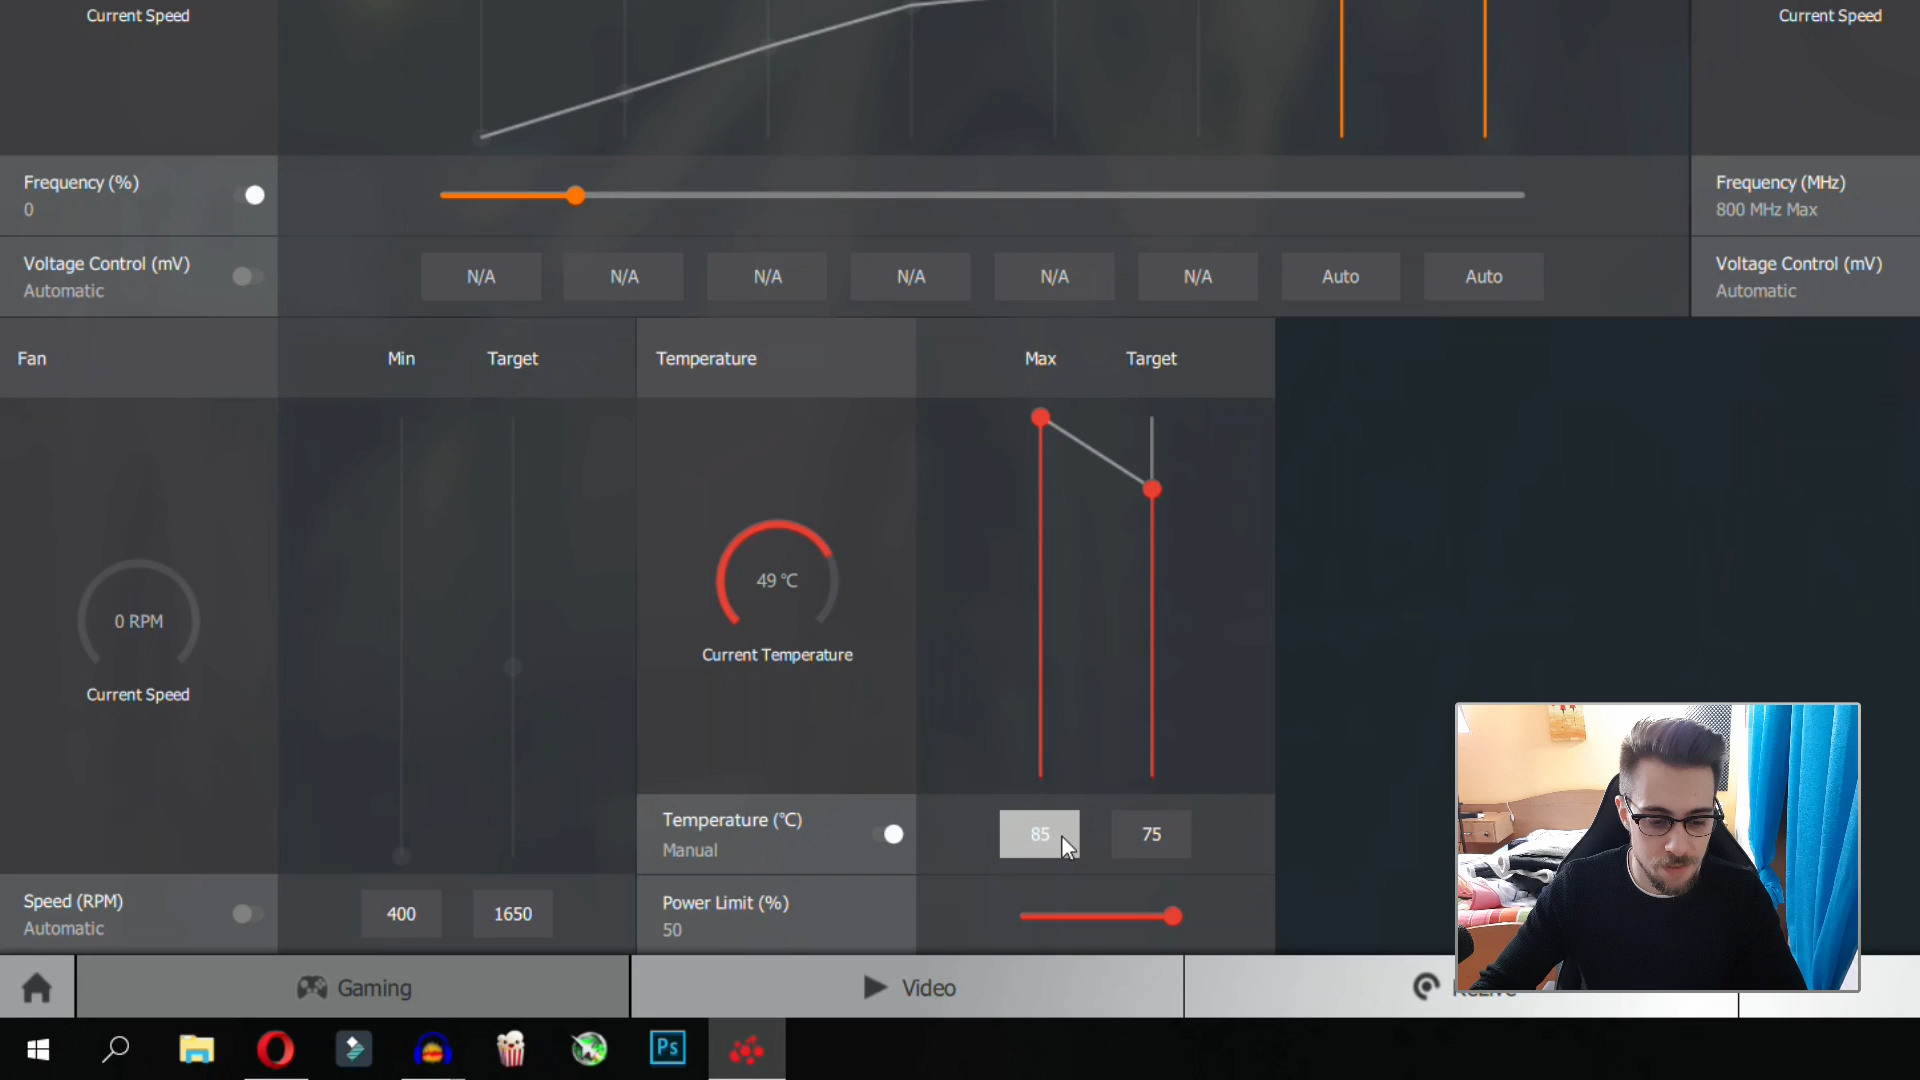 Current Speed
Current Speed
Frequency (%)
0
Frequency (MHz)
800 MHz Max
Voltage Control (mV)
Automatic
N/A
N/A
N/A
N/A
N/A
N/A
Auto
Auto
Voltage Control (mV)
Automatic
Fan
Min
Target
Temperature
Max
Target
0 RPM
Current Speed
49 °C
Current Temperature
Temperature (°C)
Manual
85
75
Speed (RPM)
Automatic
400
1650
Power Limit (%)
50
Gaming
Video
Ps